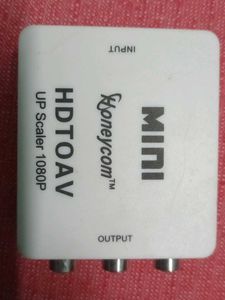 INPUT
MINI
Honeycom™
HDTOAV
UP Scaler 1080P
OUTPUT